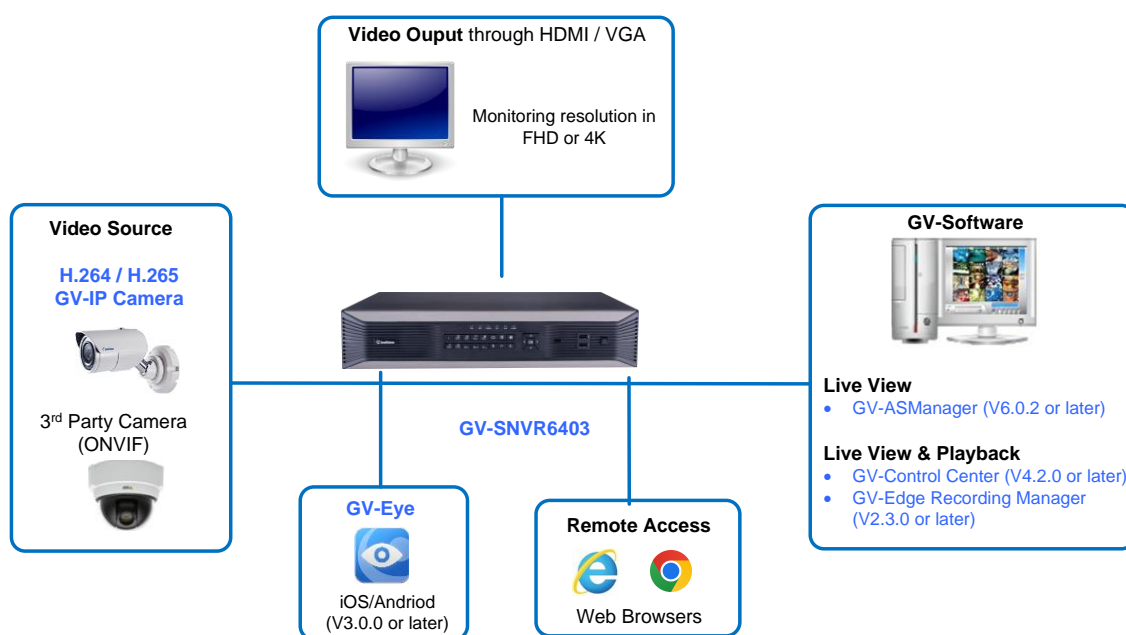 Video Ouput through HDMI / VGA
Monitoring resolution in
FHD or 4K
Video Source
H.264 / H.265
GV-IP Camera
3rd Party Camera
(ONVIF)
GV-SNVR6403
GV-Eye
iOS/Andriod
(V3.0.0 or later)
Remote Access
Web Browsers
GV-Software
Live View
• GV-ASManager (V6.0.2 or later)
Live View & Playback
• GV-Control Center (V4.2.0 or later)
• GV-Edge Recording Manager
(V2.3.0 or later)